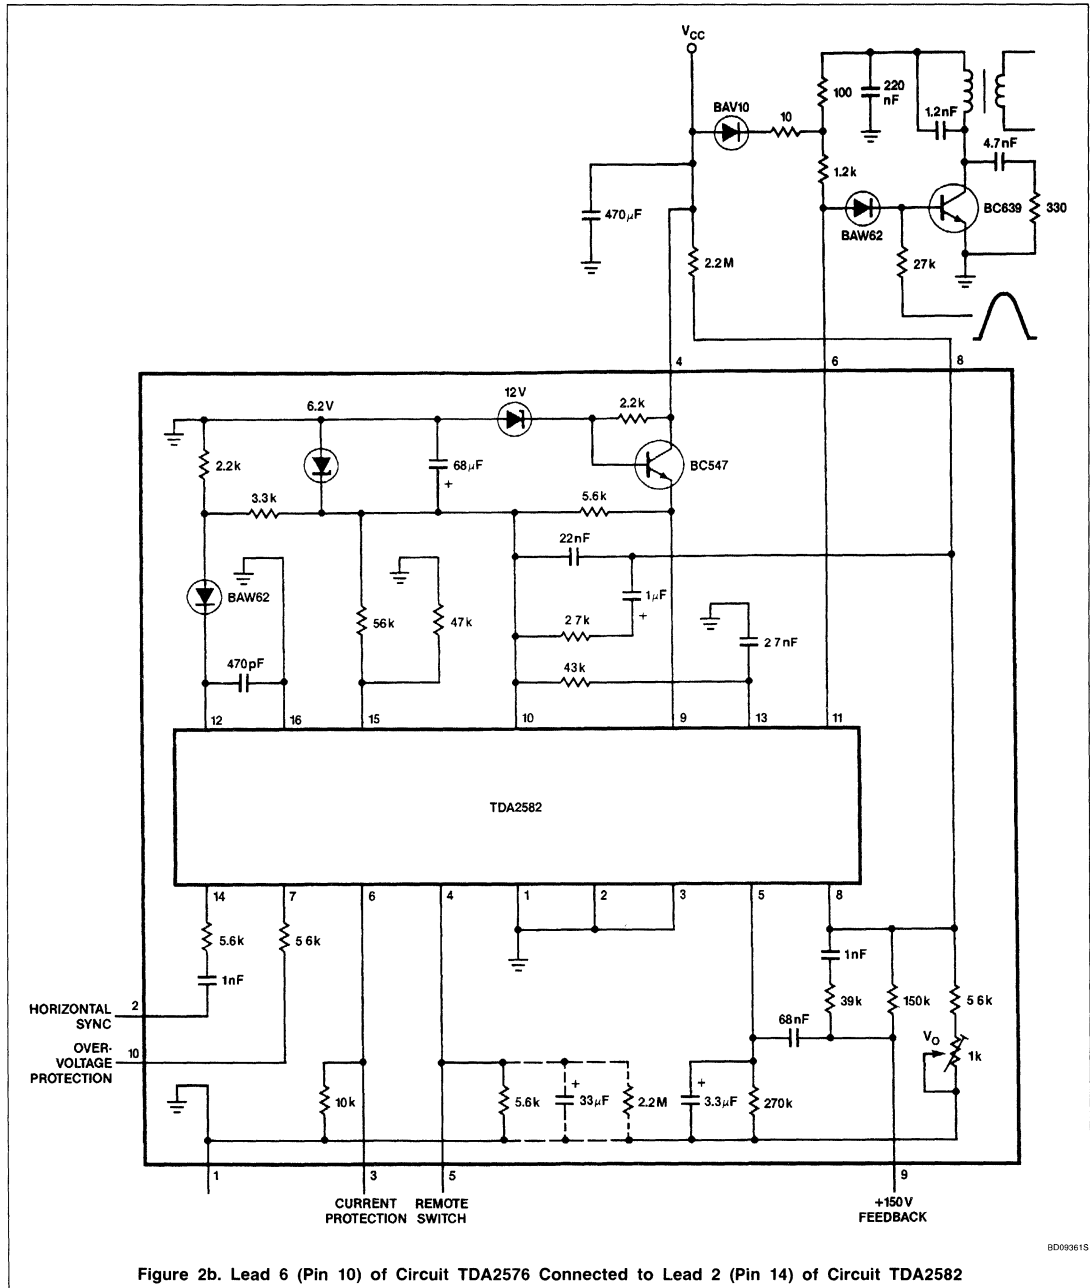 VCC
BAV10
10
100
220
nF
1.2nF
4.7nF
1.2k
470μF
BAW62
BC639
330
2.2M
27k
4
6
8
6.2V
12V
2.2k
2.2k
68μF
+
BC547
3.3k
5.6k
22nF
BAW62
1μF
+
56k
47k
2 7k
2 7nF
470pF
43k
12
16
15
10
9
13
11
TDA2582
14
7
6
4
1
2
3
5
8
5.6k
5 6k
1nF
1nF
39k
150k
5 6k
HORIZONTAL
SYNC
2
68nF
VO
1k
OVER-
VOLTAGE
PROTECTION
10
10k
5.6k
+
33μF
2.2M
+
3.3μF
270k
1
3
5
9
CURRENT
PROTECTION
REMOTE
SWITCH
+150V
FEEDBACK
BD09361S
Figure 2b. Lead 6 (Pin 10) of Circuit TDA2576 Connected to Lead 2 (Pin 14) of Circuit TDA2582